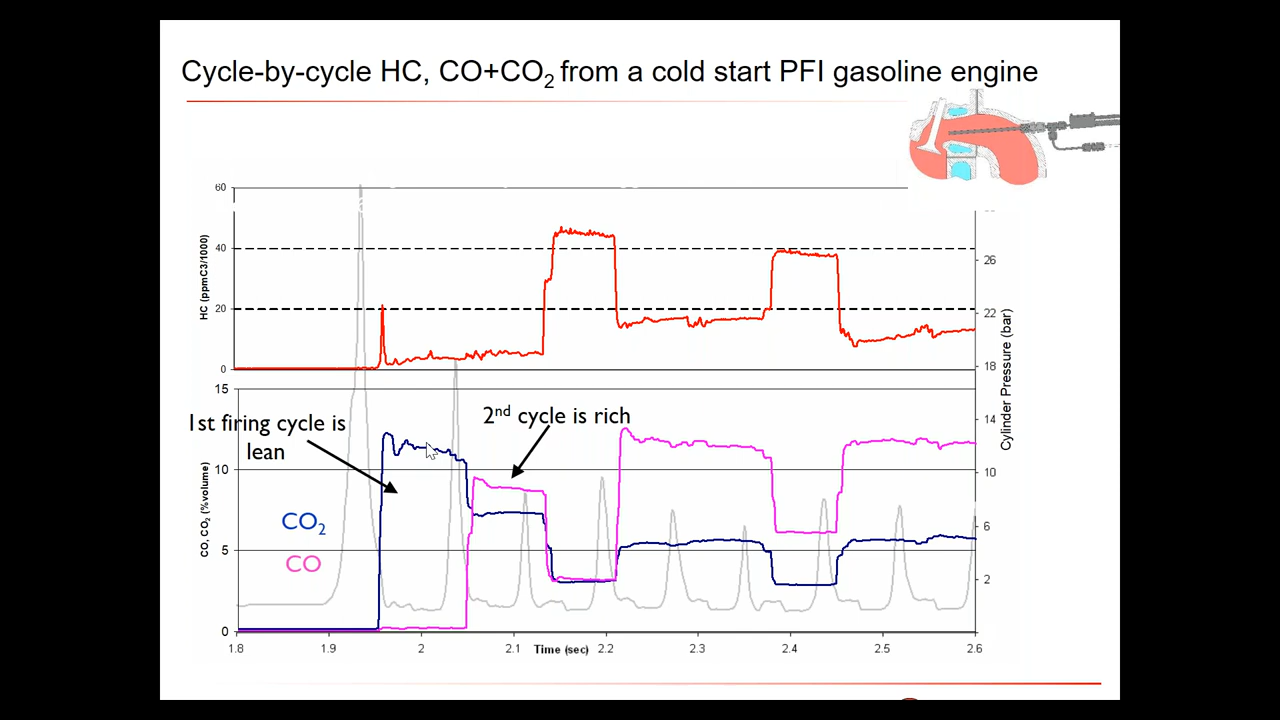 Cycle-by-cycle HC, CO+CO₂ from a cold start PFI gasoline engine
60
40
20
0
HC (ppmC3/1000)
26
22
18
14
10
6
2
Cylinder Pressure (bar)
15
10
5
0
CO, CO₂ (%volume)
1st firing cycle is
lean
2nd cycle is rich
CO₂
CO
1.8 1.9 2 2.1 Time (sec) 2.2 2.3 2.4 2.5 2.6